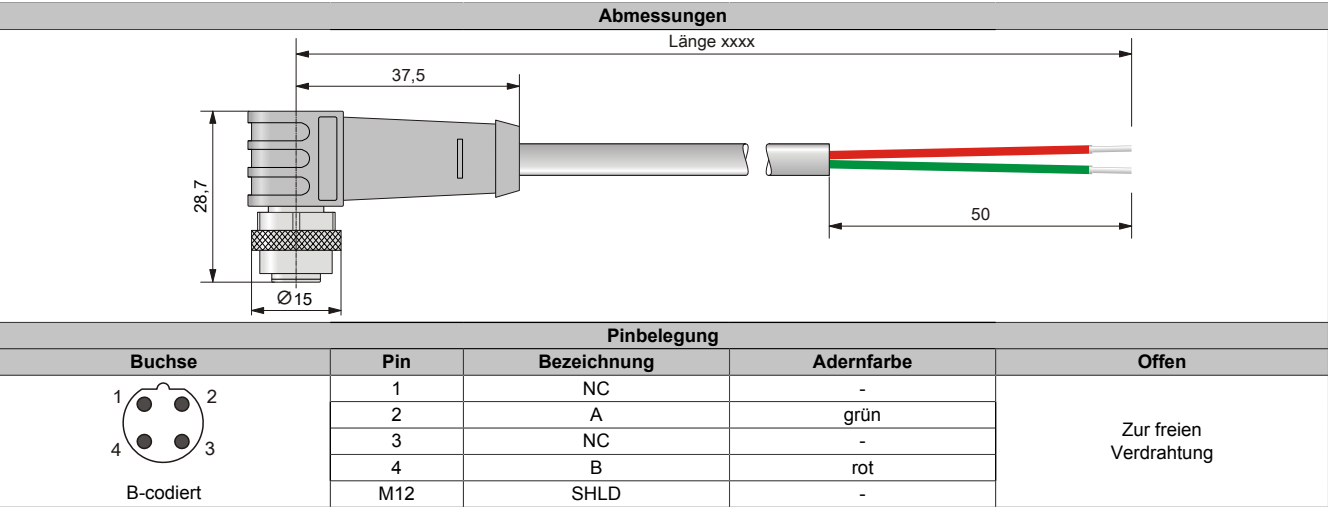 Abmessungen
Länge xxxx
37,5
28,7
50
Ø15
Pinbelegung
Buchse Pin Bezeichnung Adernfarbe Offen
1 2
4 3
B-codiert
1 NC -
2 A grün
3 NC -
4 B rot
M12 SHLD -
Zur freien
Verdrahtung